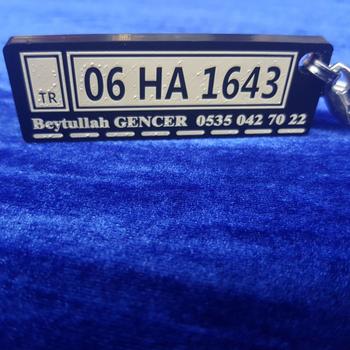 TR 06 HA 1643
Beytullah GENCER 0535 042 70 22